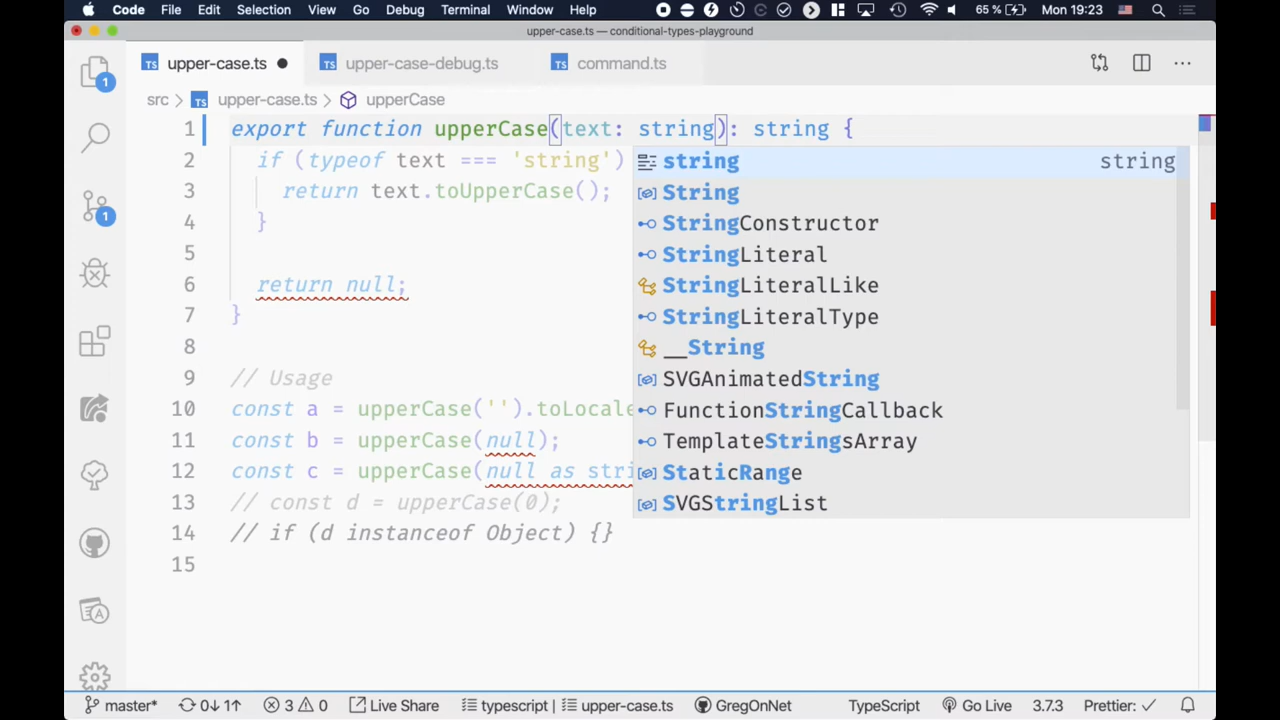 Code File Edit Selection View Go Debug Terminal Window Help 65 % Mon 19:23
upper-case.ts — conditional-types-playground
TS upper-case.ts TS upper-case-debug.ts TS command.ts
1
src TS upper-case.ts upperCase
1 export function upperCase(text: string): string {
2 if (typeof text === 'string')
3 return text.toUpperCase();
4 }
5
6 return null;
7 }
8
9 // Usage
10 const a = upperCase('').toLocale
11 const b = upperCase(null);
12 const c = upperCase(null as stri
13 // const d = upperCase(0);
14 // if (d instanceof Object) {}
15
string string
String
StringConstructor
StringLiteral
StringLiteralLike
StringLiteralType
__String
SVGAnimatedString
FunctionStringCallback
TemplateStringsArray
StaticRange
SVGStringList
1
master* 0↓ 1↑ 3 0 Live Share typescript | upper-case.ts GregOnNet TypeScript Go Live 3.7.3 Prettier: ✓